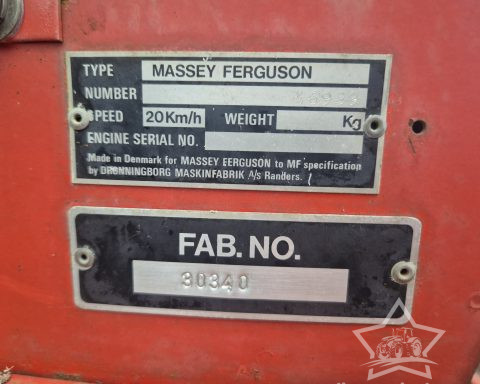 TYPE MASSEY FERGUSON
NUMBER
SPEED 20Km/h WEIGHT Kg
ENGINE SERIAL NO.
Made in Denmark for MASSEY FERGUSON to MF specification
by DRØNNINGBORG MASKINFABRIK A/s Randers.
FAB. NO.
30340